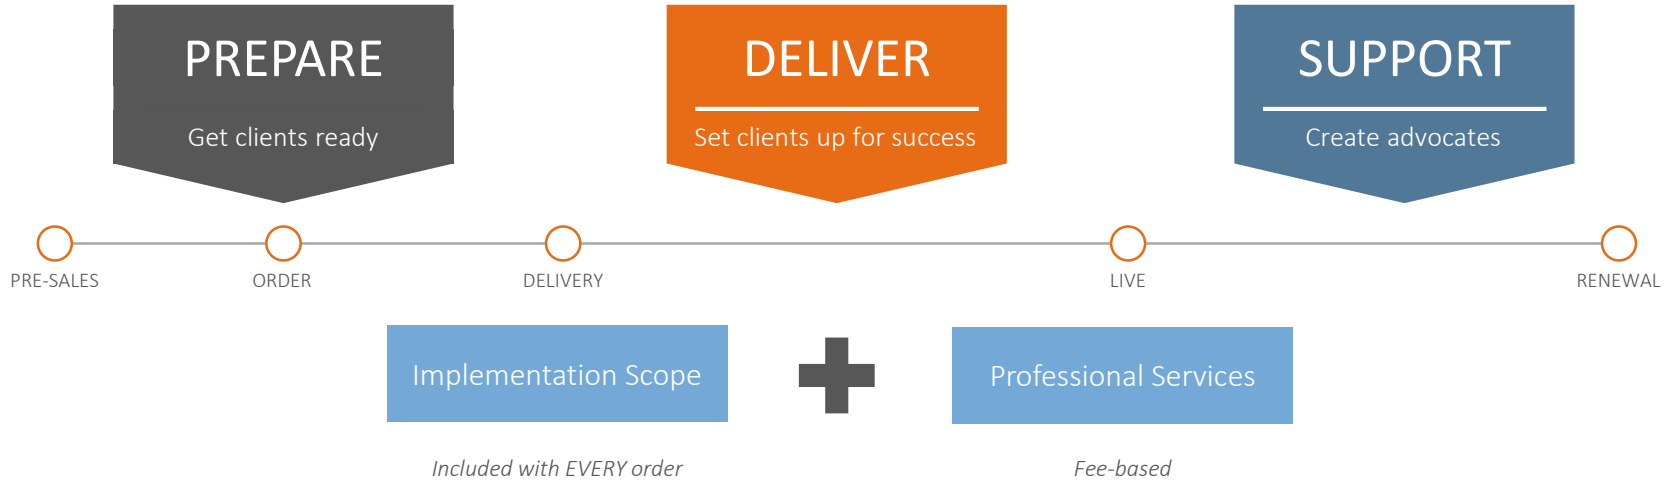 PREPARE
Get clients ready
DELIVER
Set clients up for success
SUPPORT
Create advocates
PRE-SALES
ORDER
DELIVERY
LIVE
RENEWAL
Implementation Scope
Professional Services
Included with EVERY order
Fee-based